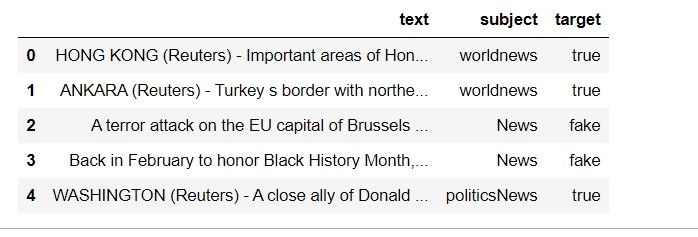 text subject target
0 HONG KONG (Reuters) - Important areas of Hon... worldnews true
1 ANKARA (Reuters) - Turkey s border with northe... worldnews true
2 A terror attack on the EU capital of Brussels ... News fake
3 Back in February to honor Black History Month,... News fake
4 WASHINGTON (Reuters) - A close ally of Donald ... politicsNews true